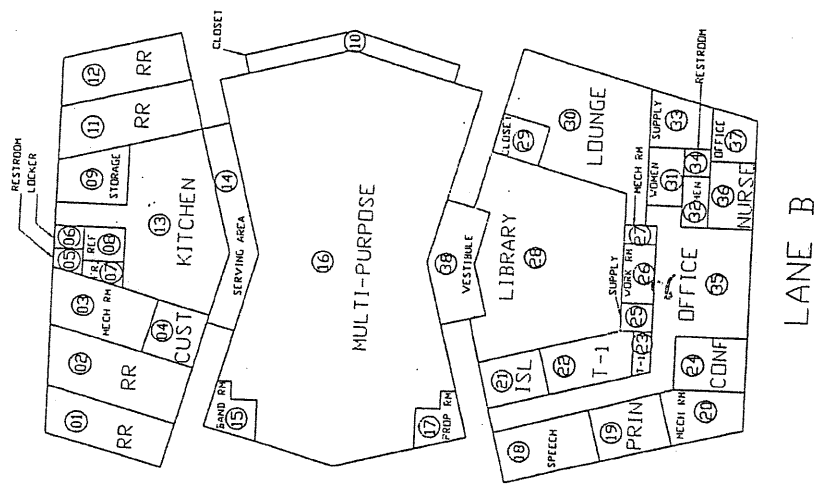 RESTROOM
LOCKER
CLOSET
01
RR
02
RR
03
MECH RM
04
CUST
05
06
07
FR
08
REF
09
STORAGE
11
RR
12
RR
13
KITCHEN
14
SERVING AREA
10
15
BAND RM
16
MULTI-PURPOSE
17
PROP RM
38
VESTIBULE
18
SPEECH
19
PRIN
20
MECH RM
21
ISL
22
T-1
23
T-1
24
CONF
SUPPLY
25
26
WORK RM
27
MECH RM
28
LIBRARY
29
CLOSET
30
LOUNGE
31
WOMEN
32
MEN
33
SUPPLY
34
RESTROOM
35
OFFICE
36
NURSE
37
OFFICE
LANE B